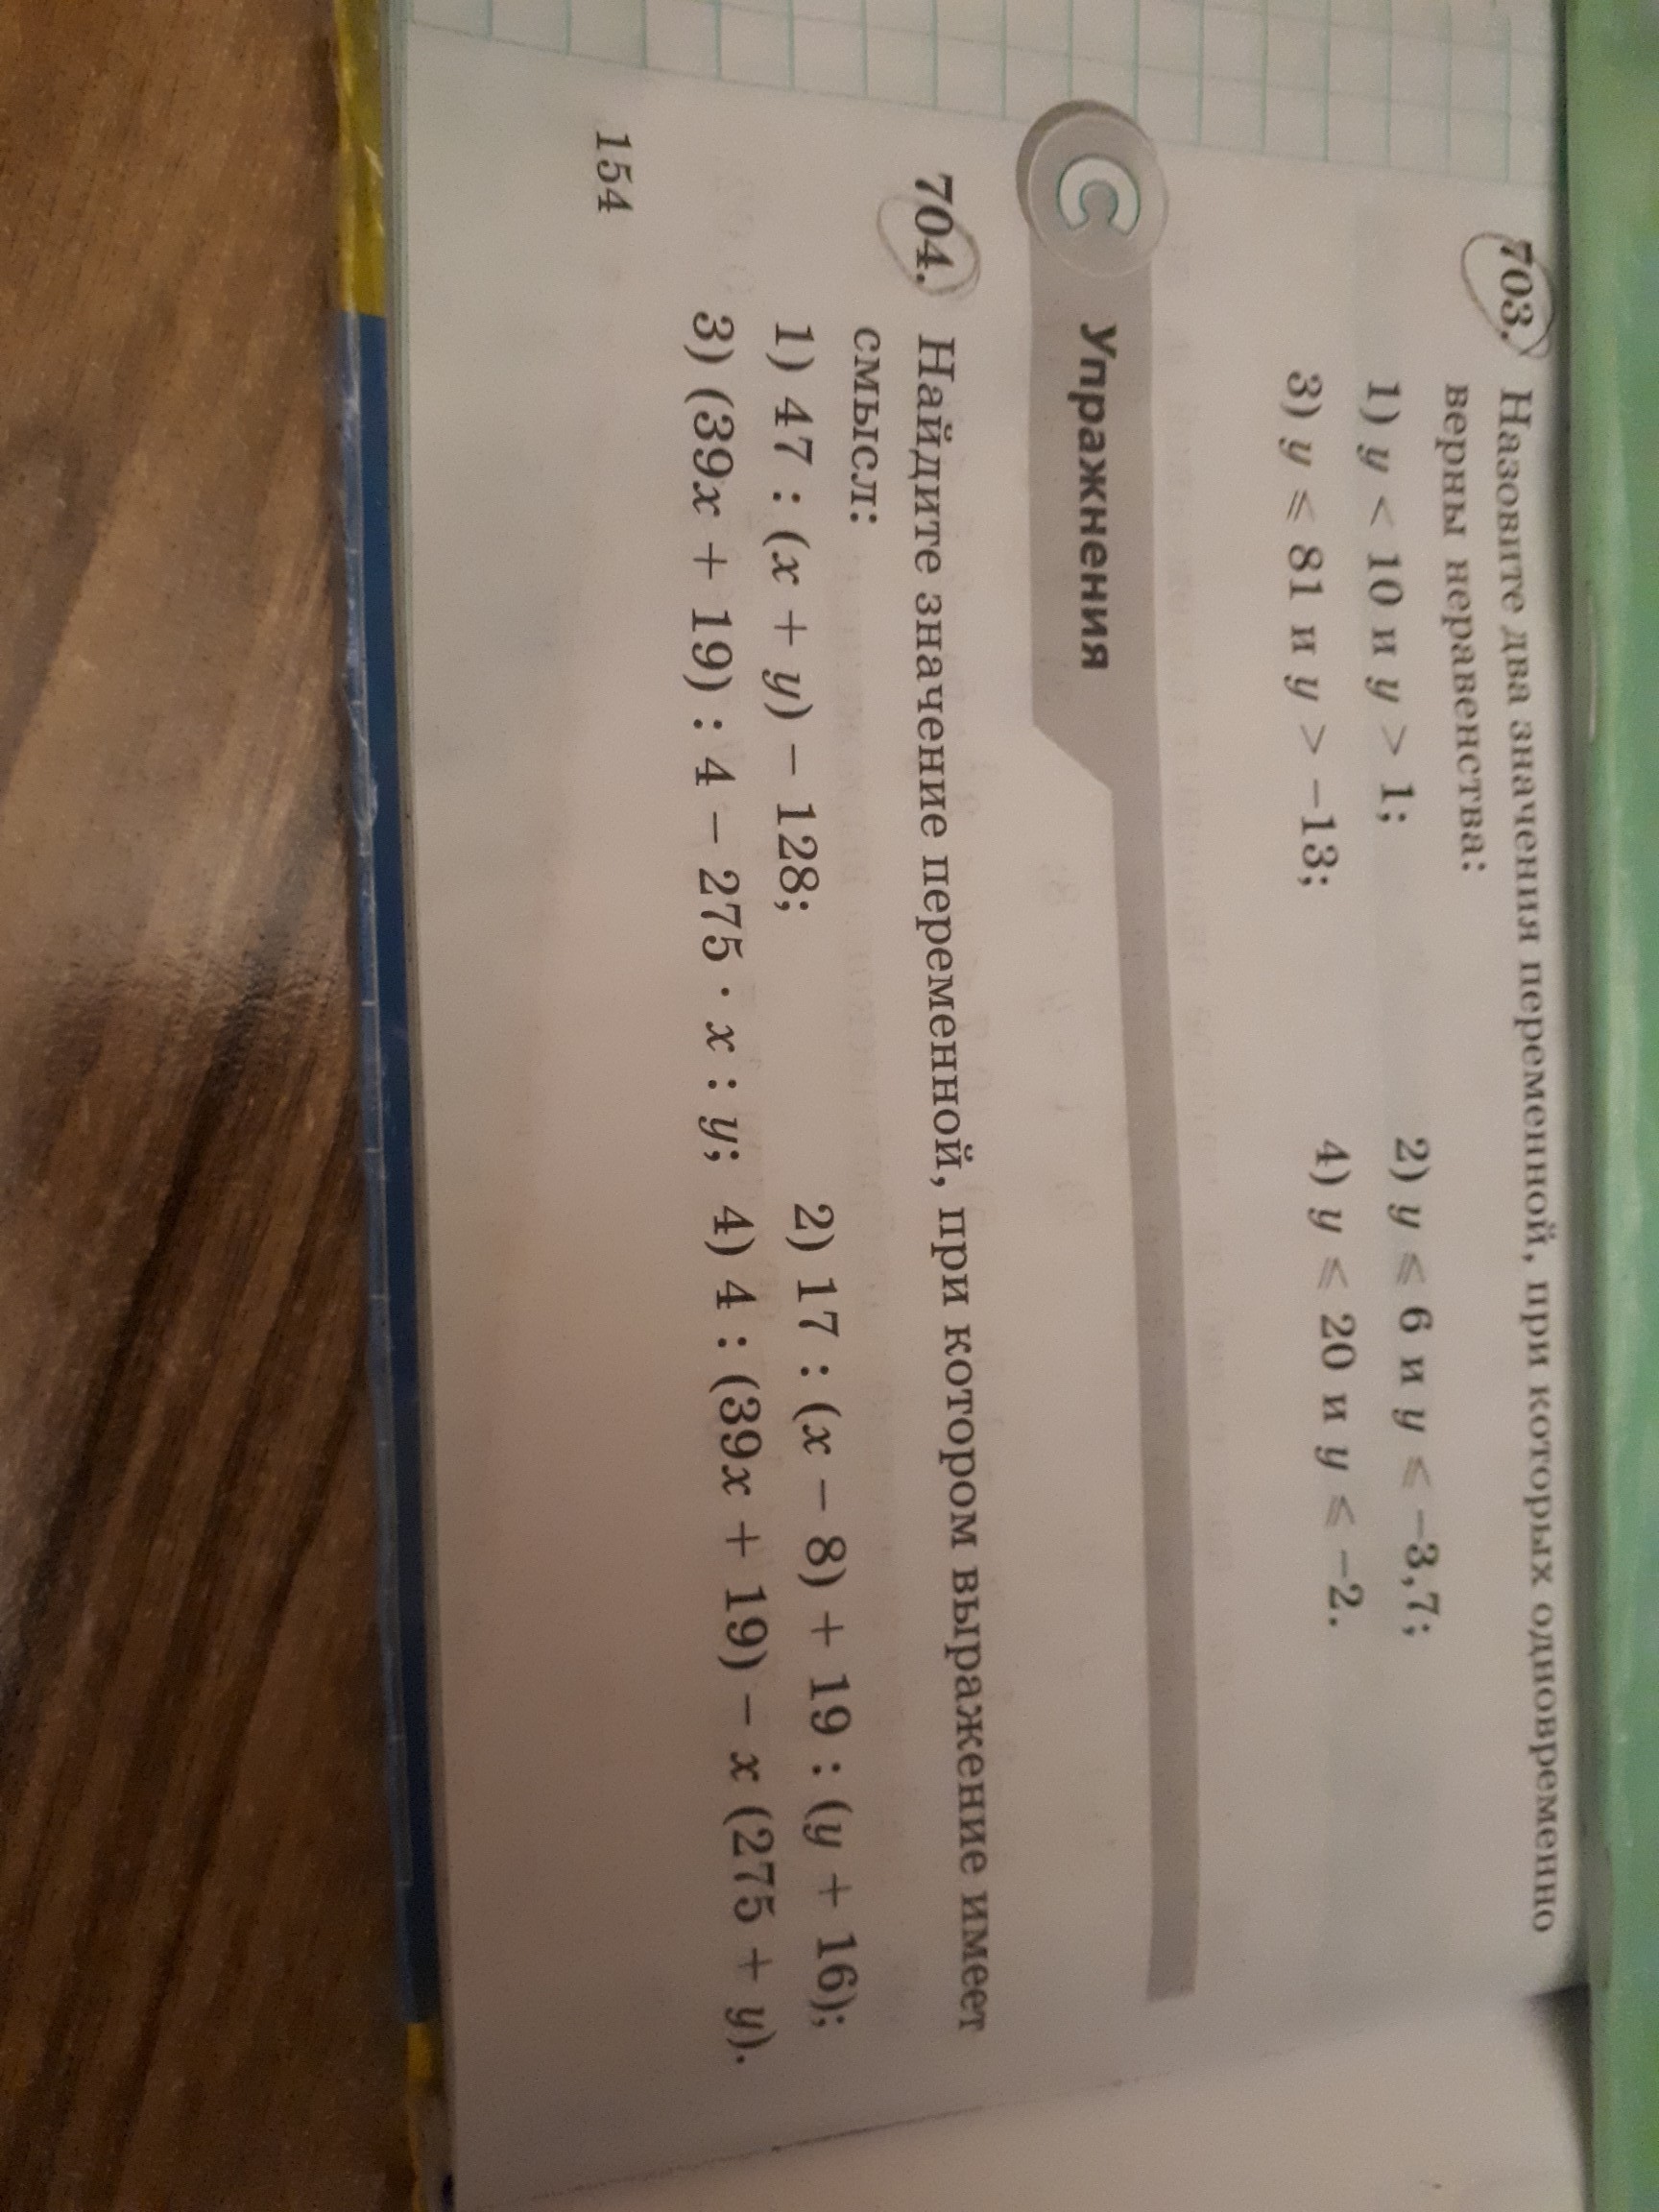 703. Назовите два значения переменной, при которых одновременно
верны неравенства:
1) y < 10 и y > 1; 2) y ⩽ 6 и y ⩽ −3,7;
3) y ⩽ 81 и y > −13; 4) y ⩽ 20 и y ⩽ −2.
С Упражнения
704. Найдите значение переменной, при котором выражение имеет
смысл:
1) 47 : (x + y) − 128; 2) 17 : (x − 8) + 19 : (y + 16);
3) (39x + 19) : 4 − 275 · x : y; 4) 4 : (39x + 19) − x (275 + y).
154